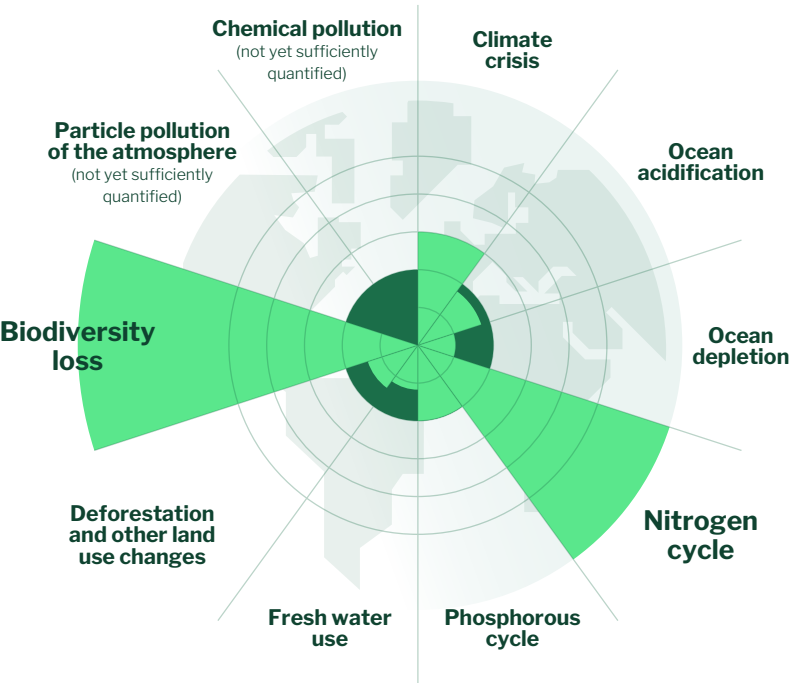 Chemical pollution
(not yet sufficiently
quantified)
Climate
crisis
Particle pollution
of the atmosphere
(not yet sufficiently
quantified)
Ocean
acidification
Biodiversity
loss
Ocean
depletion
Deforestation
and other land
use changes
Nitrogen
cycle
Fresh water
use
Phosphorous
cycle